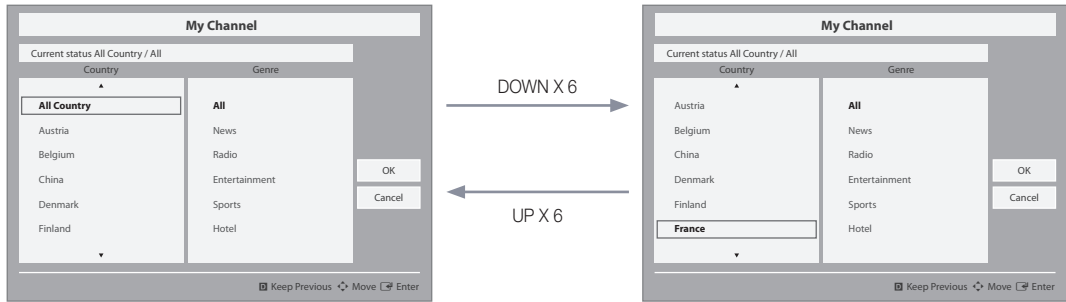 My Channel
Current status All Country / All
Country
Genre
All Country
Austria
Belgium
China
Denmark
Finland
All
News
Radio
Entertainment
Sports
Hotel
OK
Cancel
D Keep Previous Move Enter
DOWN X 6
UP X 6
My Channel
Current status All Country / All
Country
Genre
Austria
Belgium
China
Denmark
Finland
France
All
News
Radio
Entertainment
Sports
Hotel
OK
Cancel
D Keep Previous Move Enter